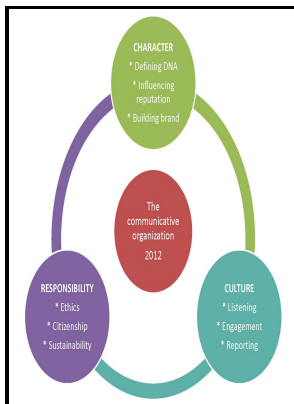 CHARACTER
* Defining DNA
* Influencing
reputation
* Building brand
The
communicative
organization
2012
RESPONSIBILITY
* Ethics
* Citizenship
* Sustainability
CULTURE
* Listening
* Engagement
* Reporting